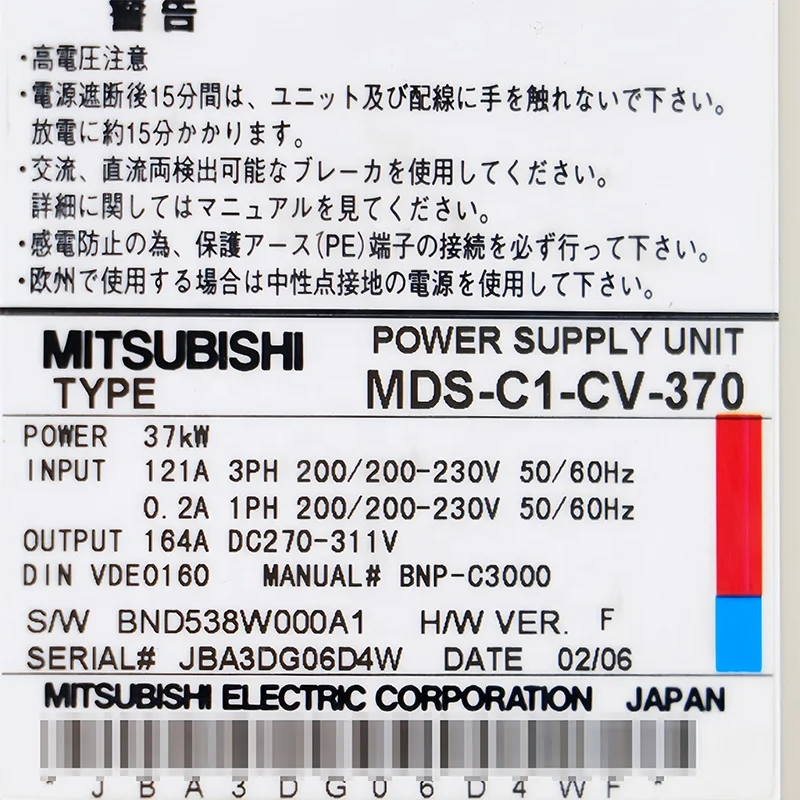 警告
・高電圧注意
・電源遮断後15分間は、ユニット及び配線に手を触れないで下さい。
放電に約15分かかります。
・交流、直流両検出可能なブレーカを使用してください。
詳細に関してはマニュアルを見てください。
・感電防止の為、保護アース(PE)端子の接続を必ず行って下さい。
・欧州で使用する場合は中性点接地の電源を使用して下さい。
MITSUBISHI POWER SUPPLY UNIT
TYPE MDS-C1-CV-370
POWER 37kW
INPUT 121A 3PH 200/200-230V 50/60Hz
0.2A 1PH 200/200-230V 50/60Hz
OUTPUT 164A DC270-311V
DIN VDE0160 MANUAL# BNP-C3000
S/W BND538W000A1 H/W VER. F
SERIAL# JBA3DG06D4W DATE 02/06
MITSUBISHI ELECTRIC CORPORATION JAPAN
* J B A 3 D G 0 6 D 4 W F *